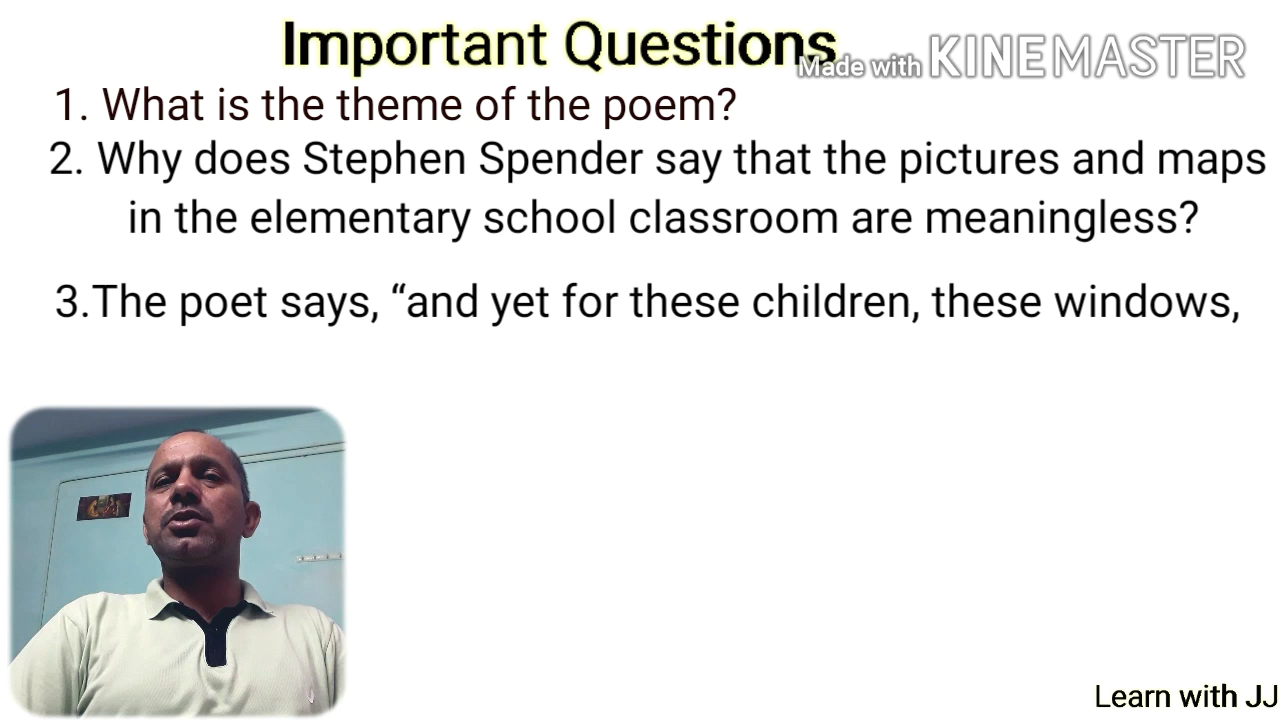 Important Questions
Made with KINEMASTER
1. What is the theme of the poem?
2. Why does Stephen Spender say that the pictures and maps
in the elementary school classroom are meaningless?
3.The poet says, “and yet for these children, these windows,
Learn with JJ